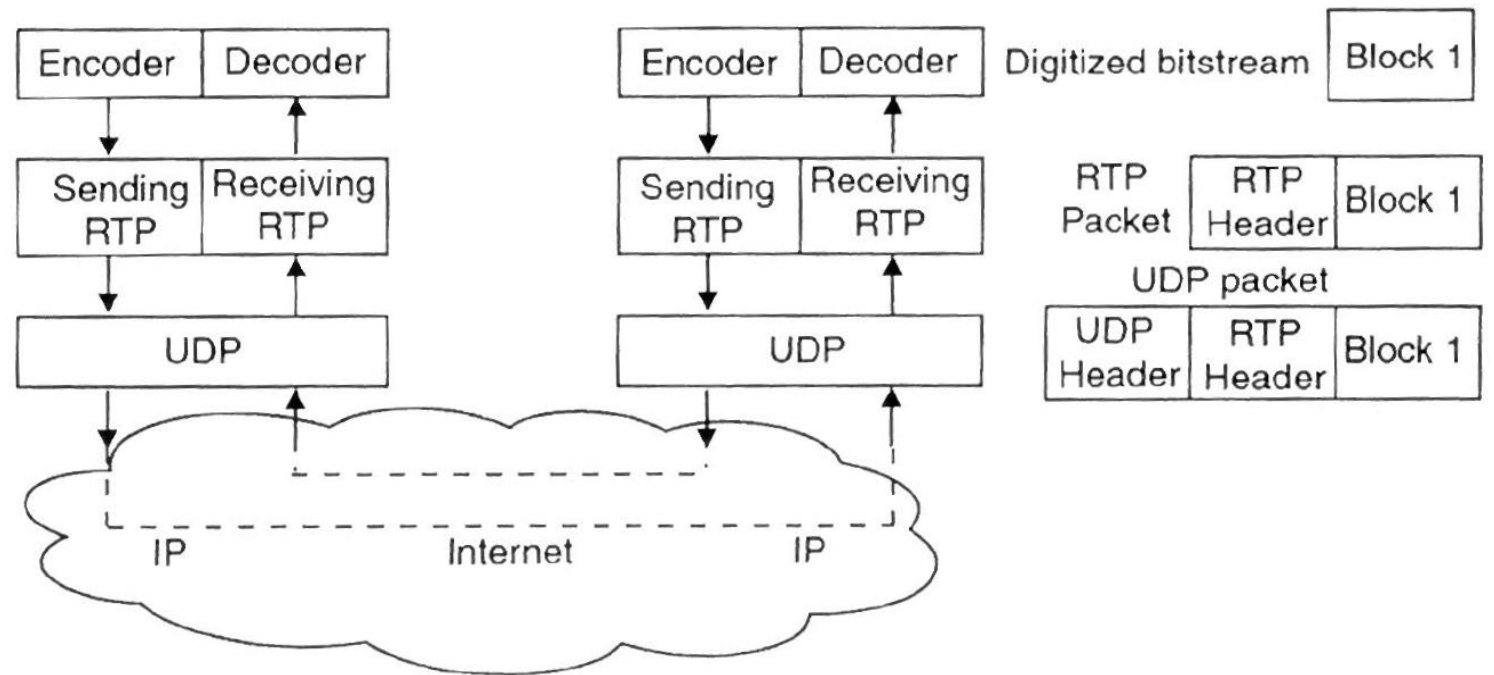 Encoder Decoder Encoder Decoder Digitized bitstream Block 1
Sending Receiving Sending Receiving RTP RTP Block 1
RTP RTP RTP RTP Packet Header
UDP packet
UDP UDP UDP RTP Block 1
Header Header
IP Internet IP